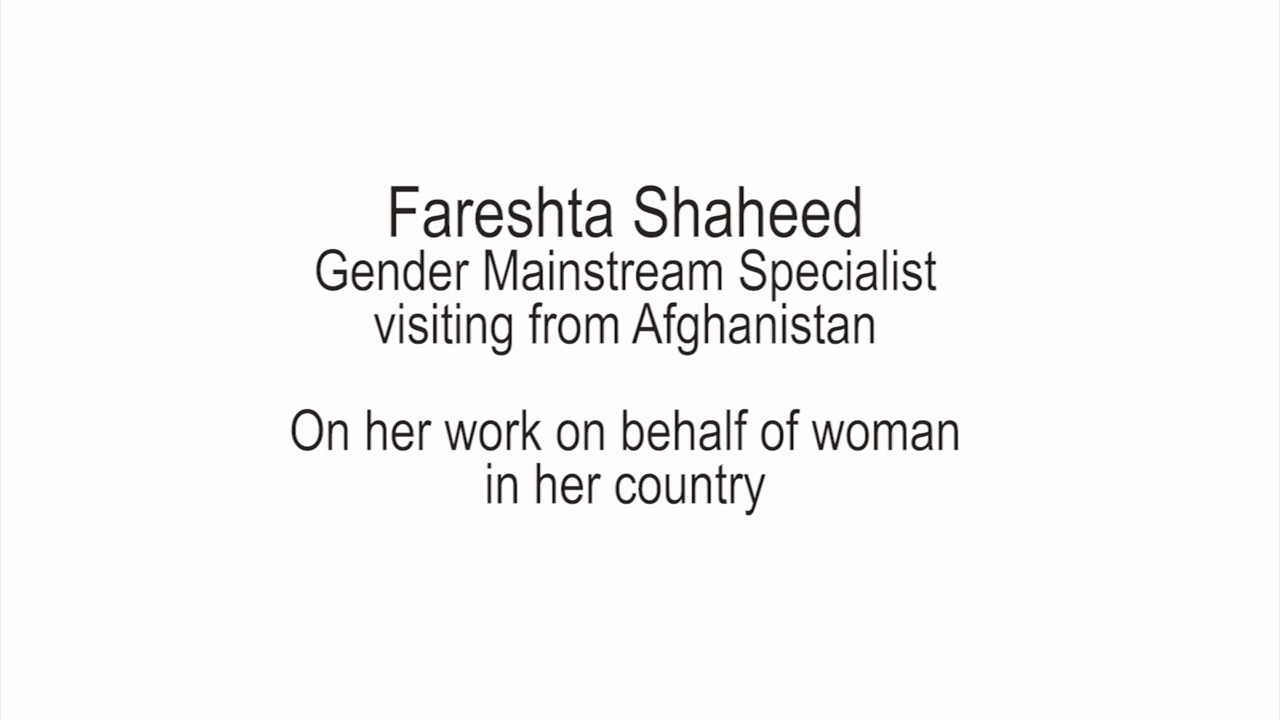 Fareshta Shaheed
Gender Mainstream Specialist
visiting from Afghanistan
On her work on behalf of woman
in her country